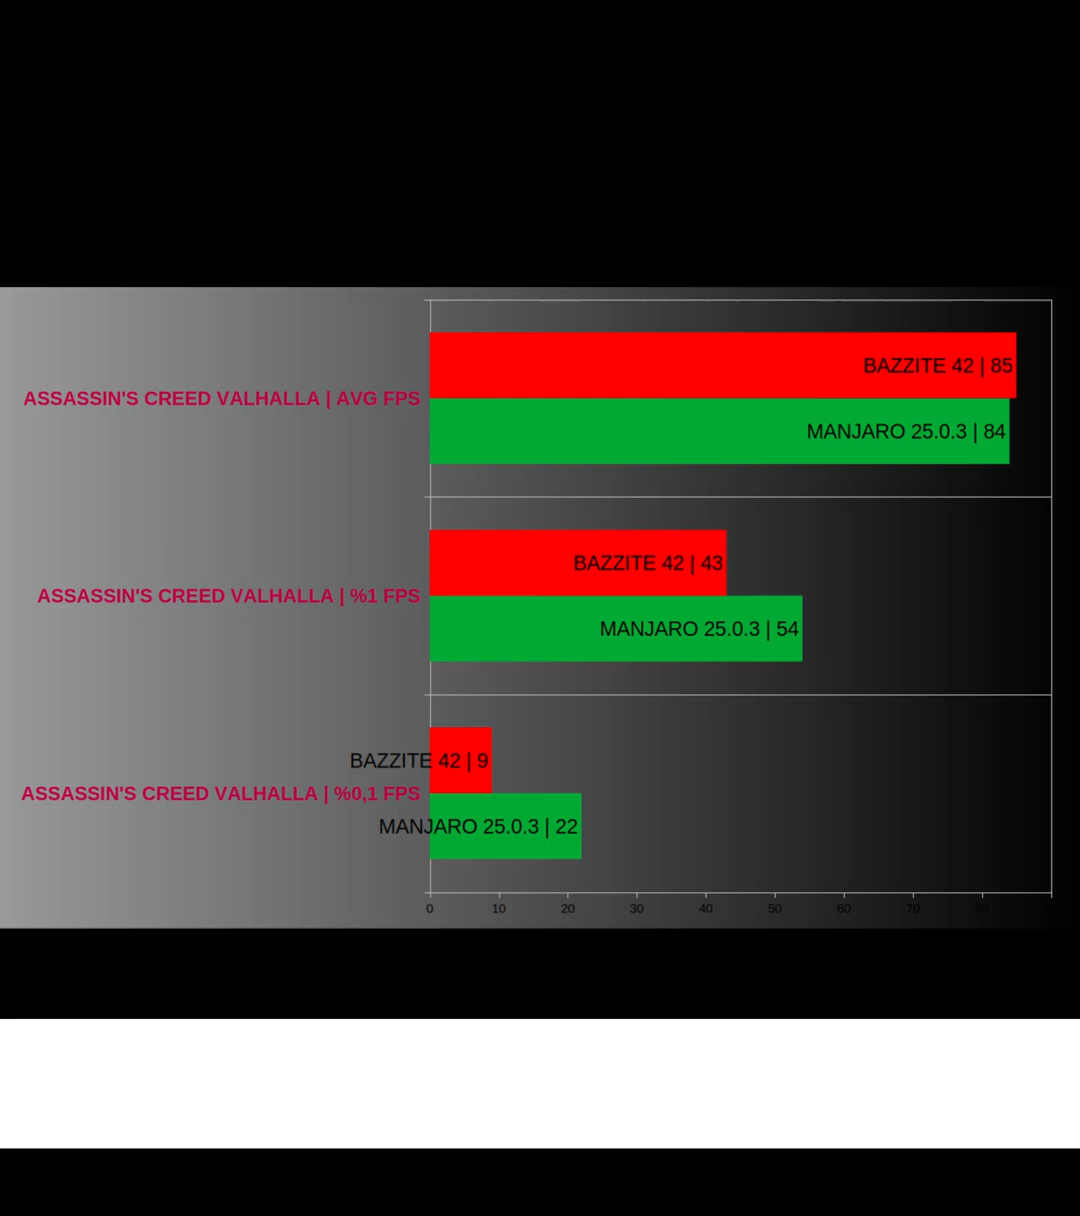 BAZZITE 42 | 85
ASSASSIN'S CREED VALHALLA | AVG FPS
MANJARO 25.0.3 | 84
BAZZITE 42 | 43
ASSASSIN'S CREED VALHALLA | %1 FPS
MANJARO 25.0.3 | 54
BAZZITE 42 | 9
ASSASSIN'S CREED VALHALLA | %0,1 FPS
MANJARO 25.0.3 | 22
0 10 20 30 40 50 60 70 80